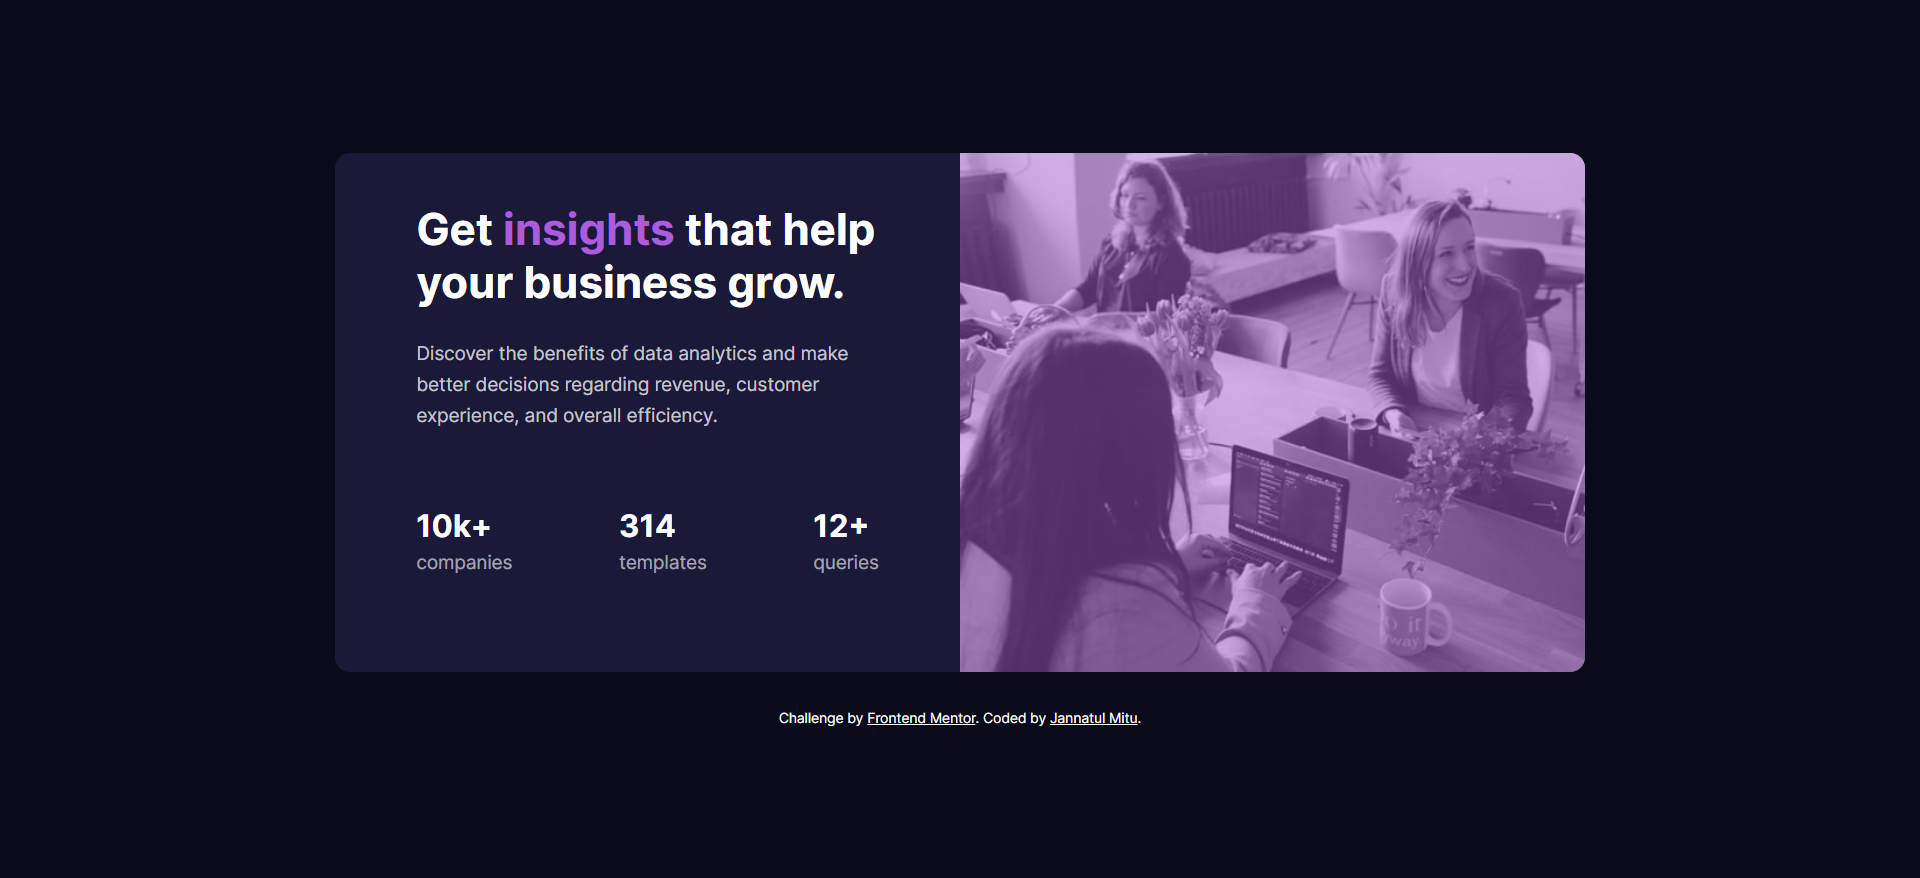 Get insights that help
your business grow.
Discover the benefits of data analytics and make
better decisions regarding revenue, customer
experience, and overall efficiency.
10k+
companies
314
templates
12+
queries
Challenge by Frontend Mentor. Coded by Jannatul Mitu.